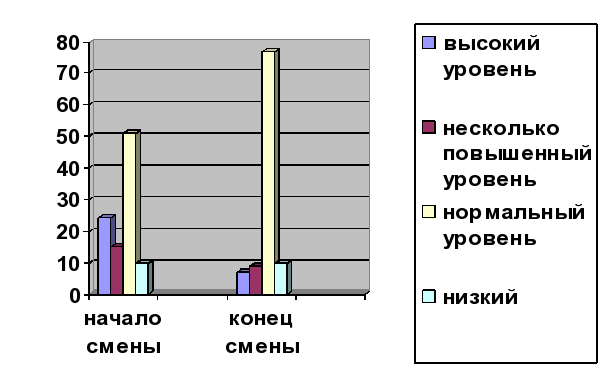 80
70
60
50
40
30
20
10
0
начало
смены
конец
смены
высокий
уровень
несколько
повышенный
уровень
нормальный
уровень
низкий